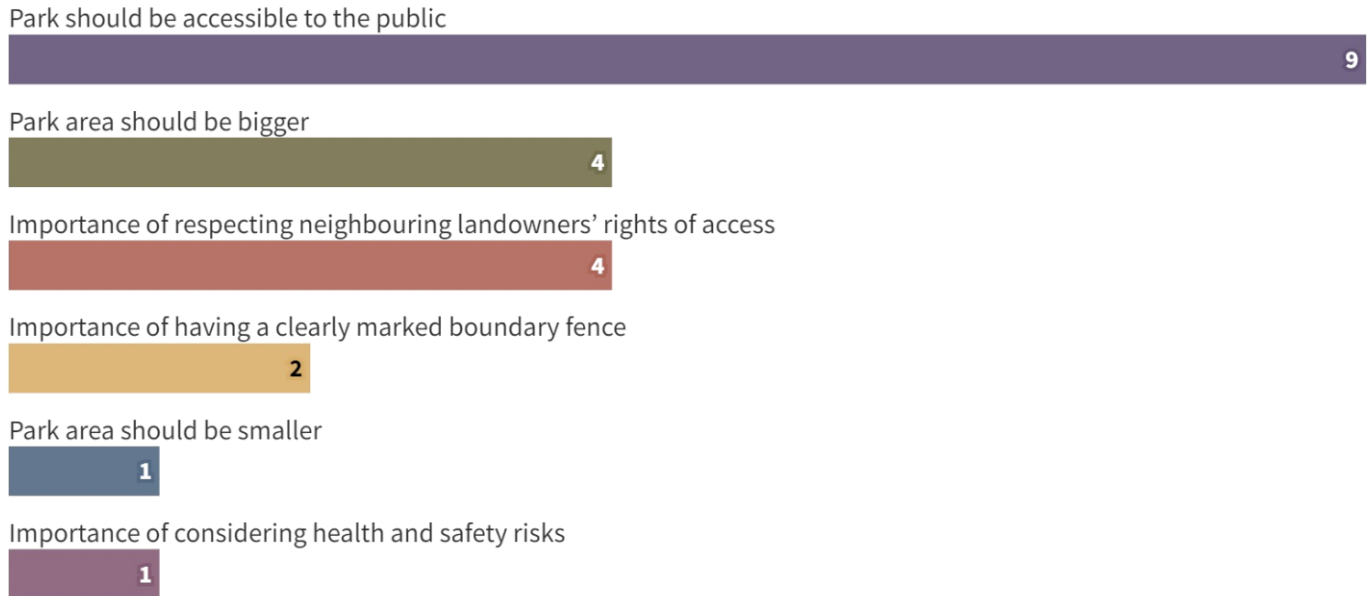 Park should be accessible to the public
9
Park area should be bigger
4
Importance of respecting neighbouring landowners’ rights of access
4
Importance of having a clearly marked boundary fence
2
Park area should be smaller
1
Importance of considering health and safety risks
1